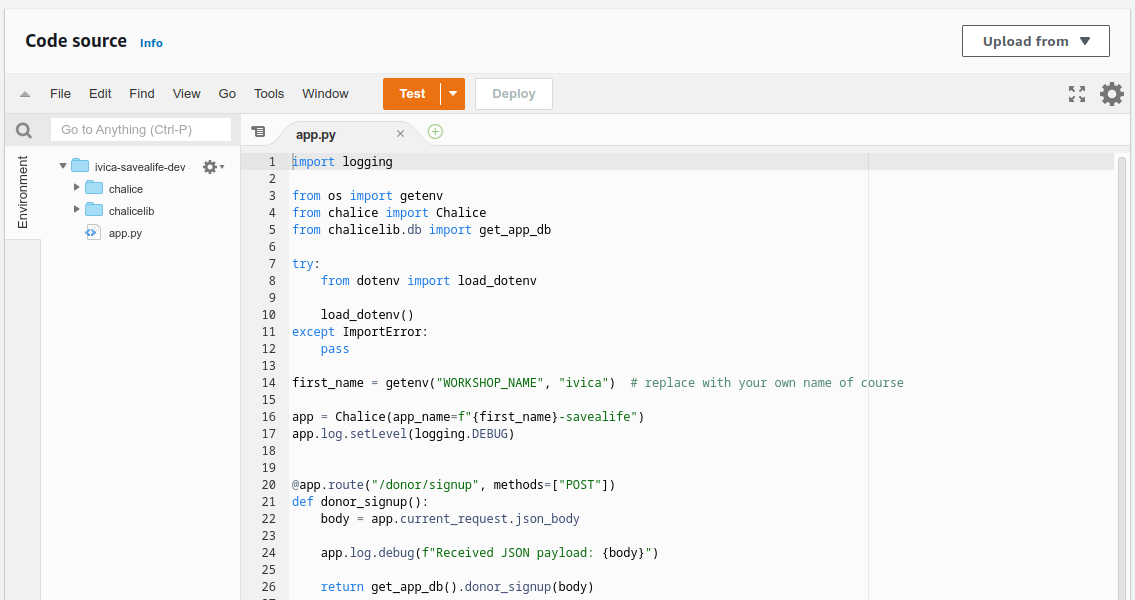 Code source Info
Upload from
File Edit Find View Go Tools Window Test Deploy
Go to Anything (Ctrl-P)
app.py
Environment
ivica-savealife-dev
chalice
chalicelib
app.py
1 import logging
2
3 from os import getenv
4 from chalice import Chalice
5 from chalicelib.db import get_app_db
6
7 try:
8     from dotenv import load_dotenv
9
10     load_dotenv()
11 except ImportError:
12     pass
13
14 first_name = getenv("WORKSHOP_NAME", "ivica")  # replace with your own name of course
15
16 app = Chalice(app_name=f"{first_name}-savealife")
17 app.log.setLevel(logging.DEBUG)
18
19
20 @app.route("/donor/signup", methods=["POST"])
21 def donor_signup():
22     body = app.current_request.json_body
23
24     app.log.debug(f"Received JSON payload: {body}")
25
26     return get_app_db().donor_signup(body)